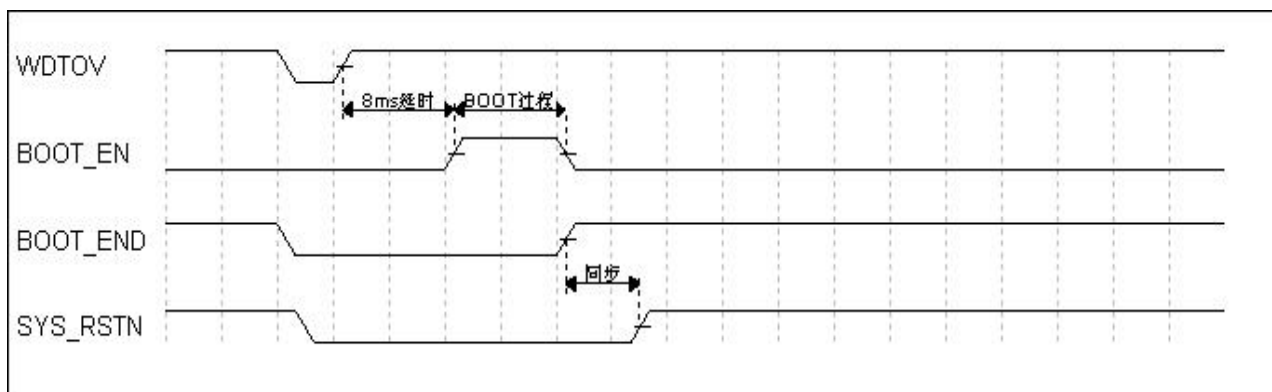 WDTOV
8ms延时 BOOT过程
BOOT_EN
BOOT_END
同步
SYS_RSTN